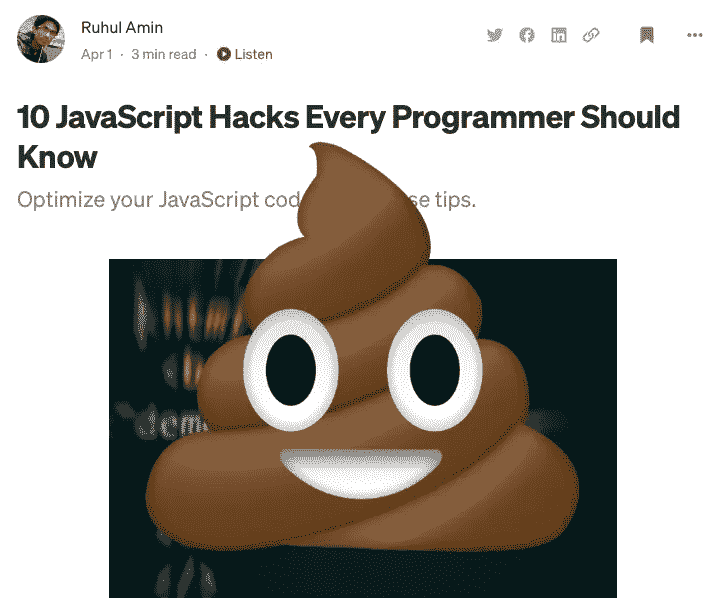 Ruhul Amin
Apr 1 · 3 min read · Listen
10 JavaScript Hacks Every Programmer Should
Know
Optimize your JavaScript cod se tips.